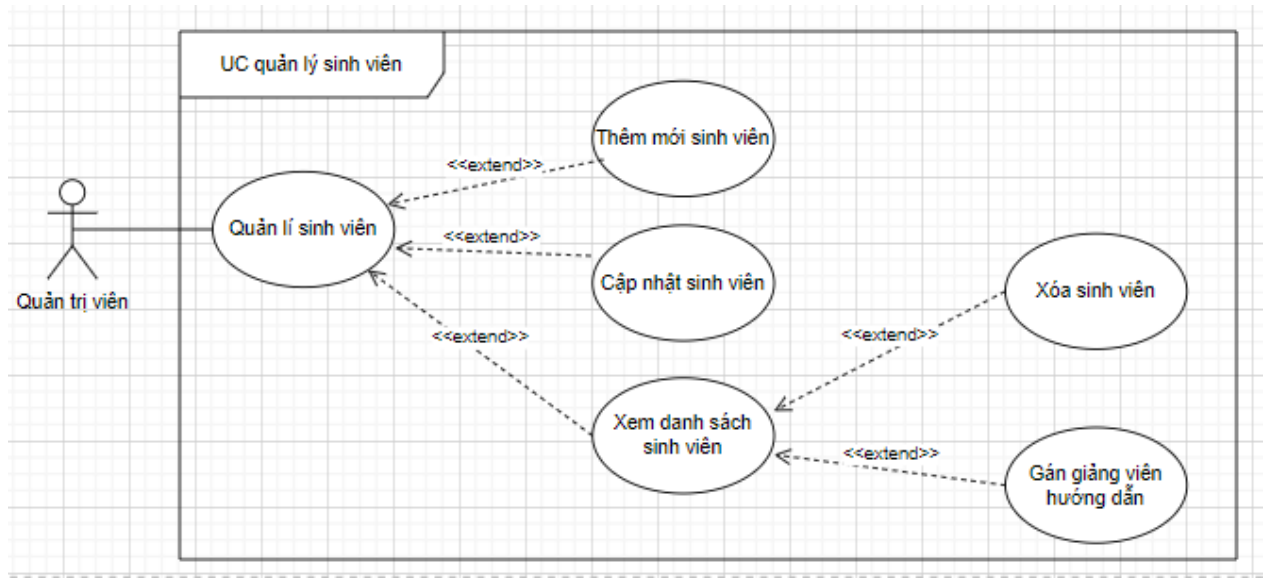 UC quản lý sinh viên
Thêm mới sinh viên
<<extend>>
Quản lí sinh viên
<<extend>>
Cập nhật sinh viên
Xóa sinh viên
Quản trị viên
<<extend>>
<<extend>>
Xem danh sách
sinh viên
<<extend>>
Gán giảng viên
hướng dẫn